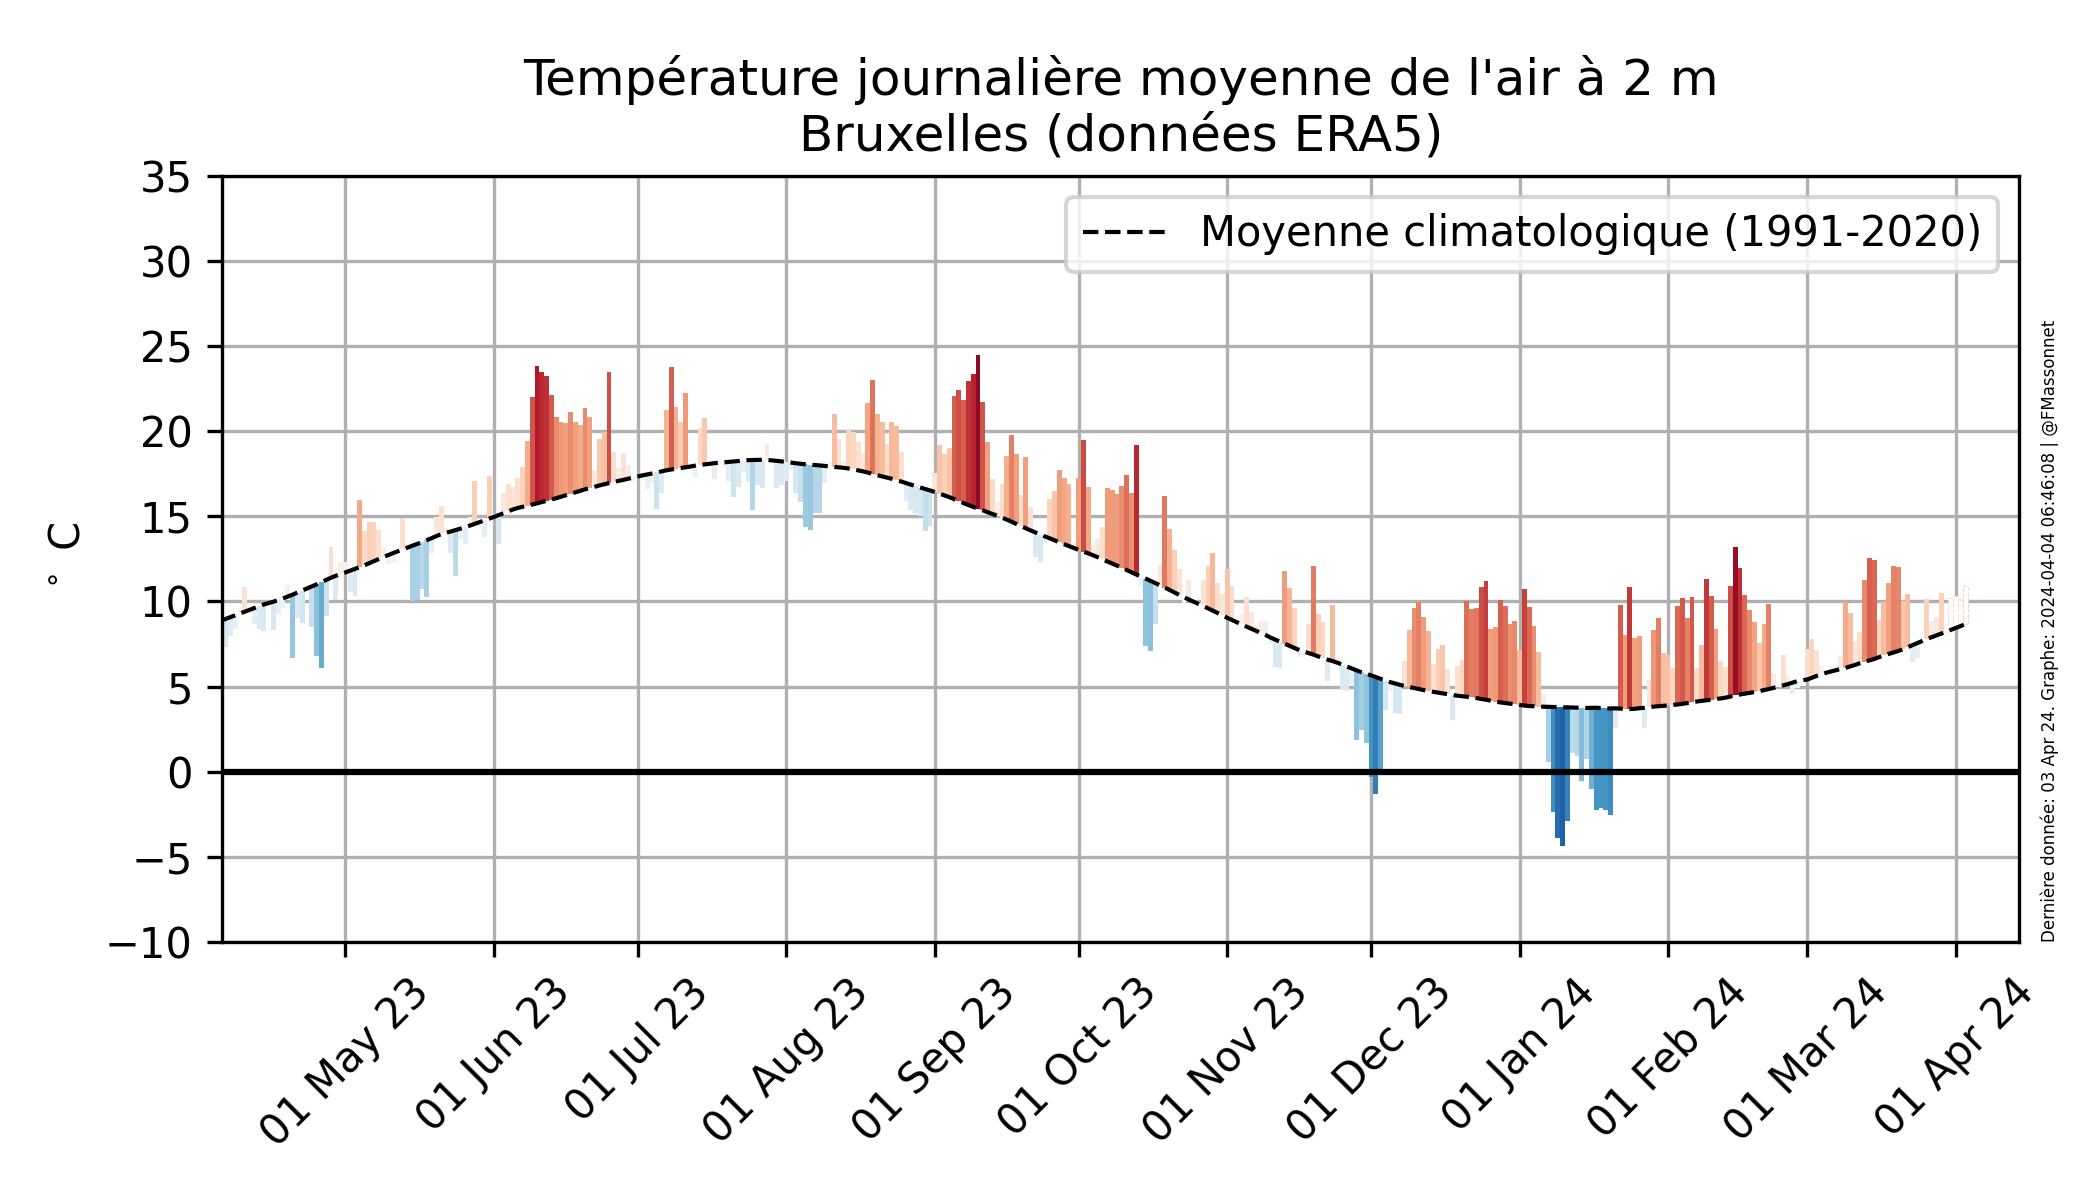 Température journalière moyenne de l'air à 2 m
Bruxelles (données ERA5)
Moyenne climatologique (1991-2020)
35
30
25
20
15
10
5
0
−5
−10
° C
01 May 23
01 Jun 23
01 Jul 23
01 Aug 23
01 Sep 23
01 Oct 23
01 Nov 23
01 Dec 23
01 Jan 24
01 Feb 24
01 Mar 24
01 Apr 24
Dernière donnée: 03 Apr 24. Graphe: 2024-04-04 06:46:08 | @FMassonnet